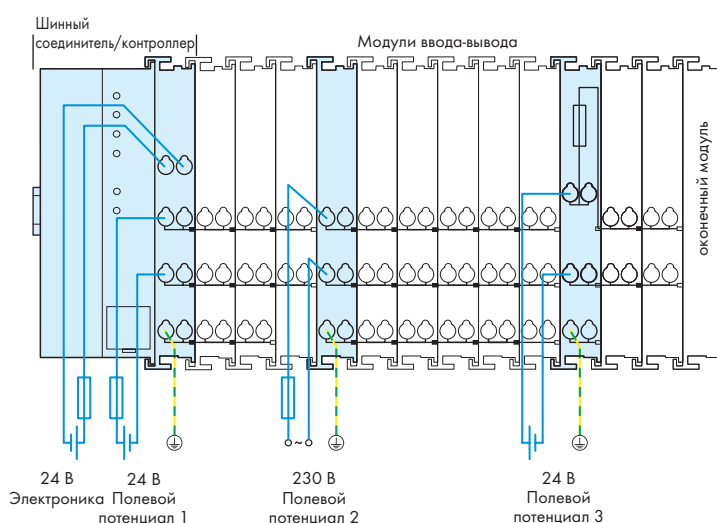 Шинный
соединитель/контроллер
Модули ввода-вывода
оконечный модуль
~
24 В
Электроника
24 В
Полевой
потенциал 1
230 В
Полевой
потенциал 2
24 В
Полевой
потенциал 3